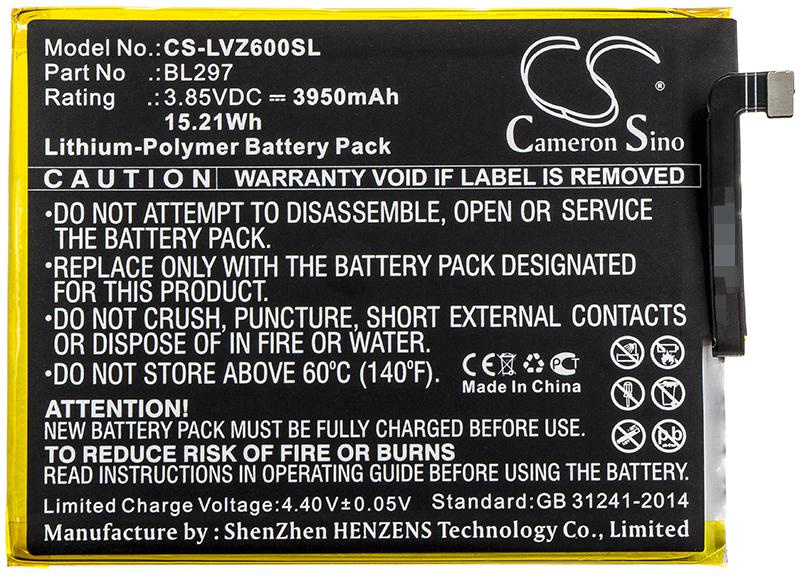 Model No.:CS-LVZ600SL
Part No :BL297
Rating :3.85VDC ⎓ 3950mAh
15.21Wh
Lithium-Polymer Battery Pack
CS ®
Cameron Sino
CAUTION WARRANTY VOID IF LABEL IS REMOVED
•DO NOT ATTEMPT TO DISASSEMBLE, OPEN OR SERVICE
THE BATTERY PACK.
•REPLACE ONLY WITH THE BATTERY PACK DESIGNATED
FOR THIS PRODUCT.
•DO NOT CRUSH, PUNCTURE, SHORT EXTERNAL CONTACTS
OR DISPOSE OF IN FIRE OR WATER.
•DO NOT STORE ABOVE 60ºC (140ºF).
CE
Made In China
ATTENTION!
NEW BATTERY PACK MUST BE FULLY CHARGED BEFORE USING.
TO REDUCE RISK OF FIRE OR BURNS
READ INSTRUCTIONS IN OPERATING GUIDE BEFORE USING.
Pb
Limited Charge Voltage:4.40V±0.05V Standard:GB 31241-2014
Manufacture by : ShenZhen HENZENS Technology Co., Limited